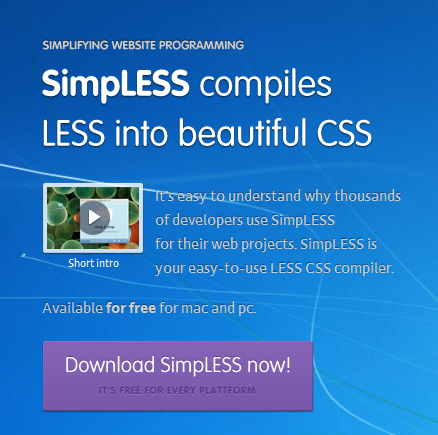 SIMPLIFYING WEBSITE PROGRAMMING
SimpLESS compiles
LESS into beautiful CSS
It's easy to understand why thousands
of developers use SimpLESS
for their web projects. SimpLESS is
your easy-to-use LESS CSS compiler.
Short intro
Available for free for mac and pc.
Download SimpLESS now!
IT'S FREE FOR EVERY PLATTFORM